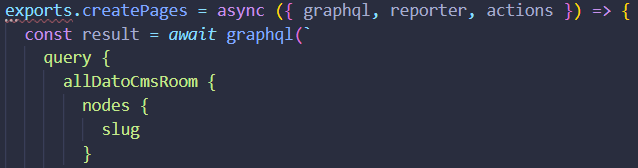 exports.createPages = async ({ graphql, reporter, actions }) => {
  const result = await graphql(`
    query {
      allDatoCmsRoom {
        nodes {
          slug
        }